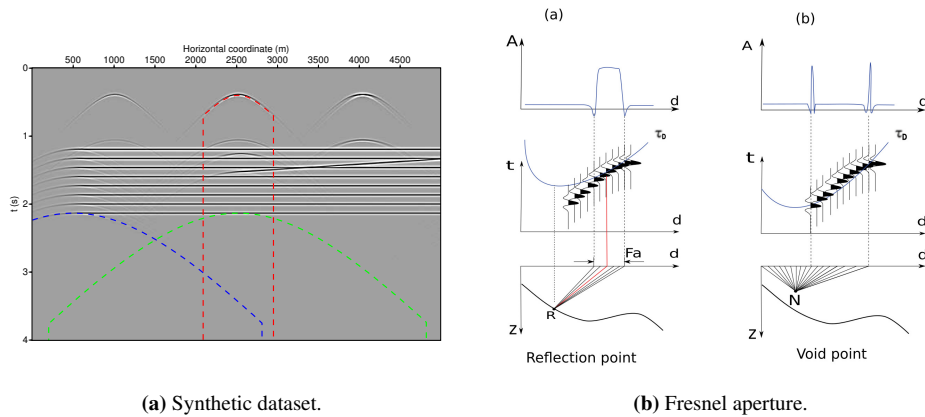 Horizontal coordinate (m)
500 1000 1500 2000 2500 3000 3500 4000 4500
0
1
2
3
4
t (s)
(a) Synthetic dataset.
(a)
A
d
τD
t
d
Fa
d
R
Z
Reflection point
(b)
A
d
τD
t
d
d
N
Z
Void point
(b) Fresnel aperture.